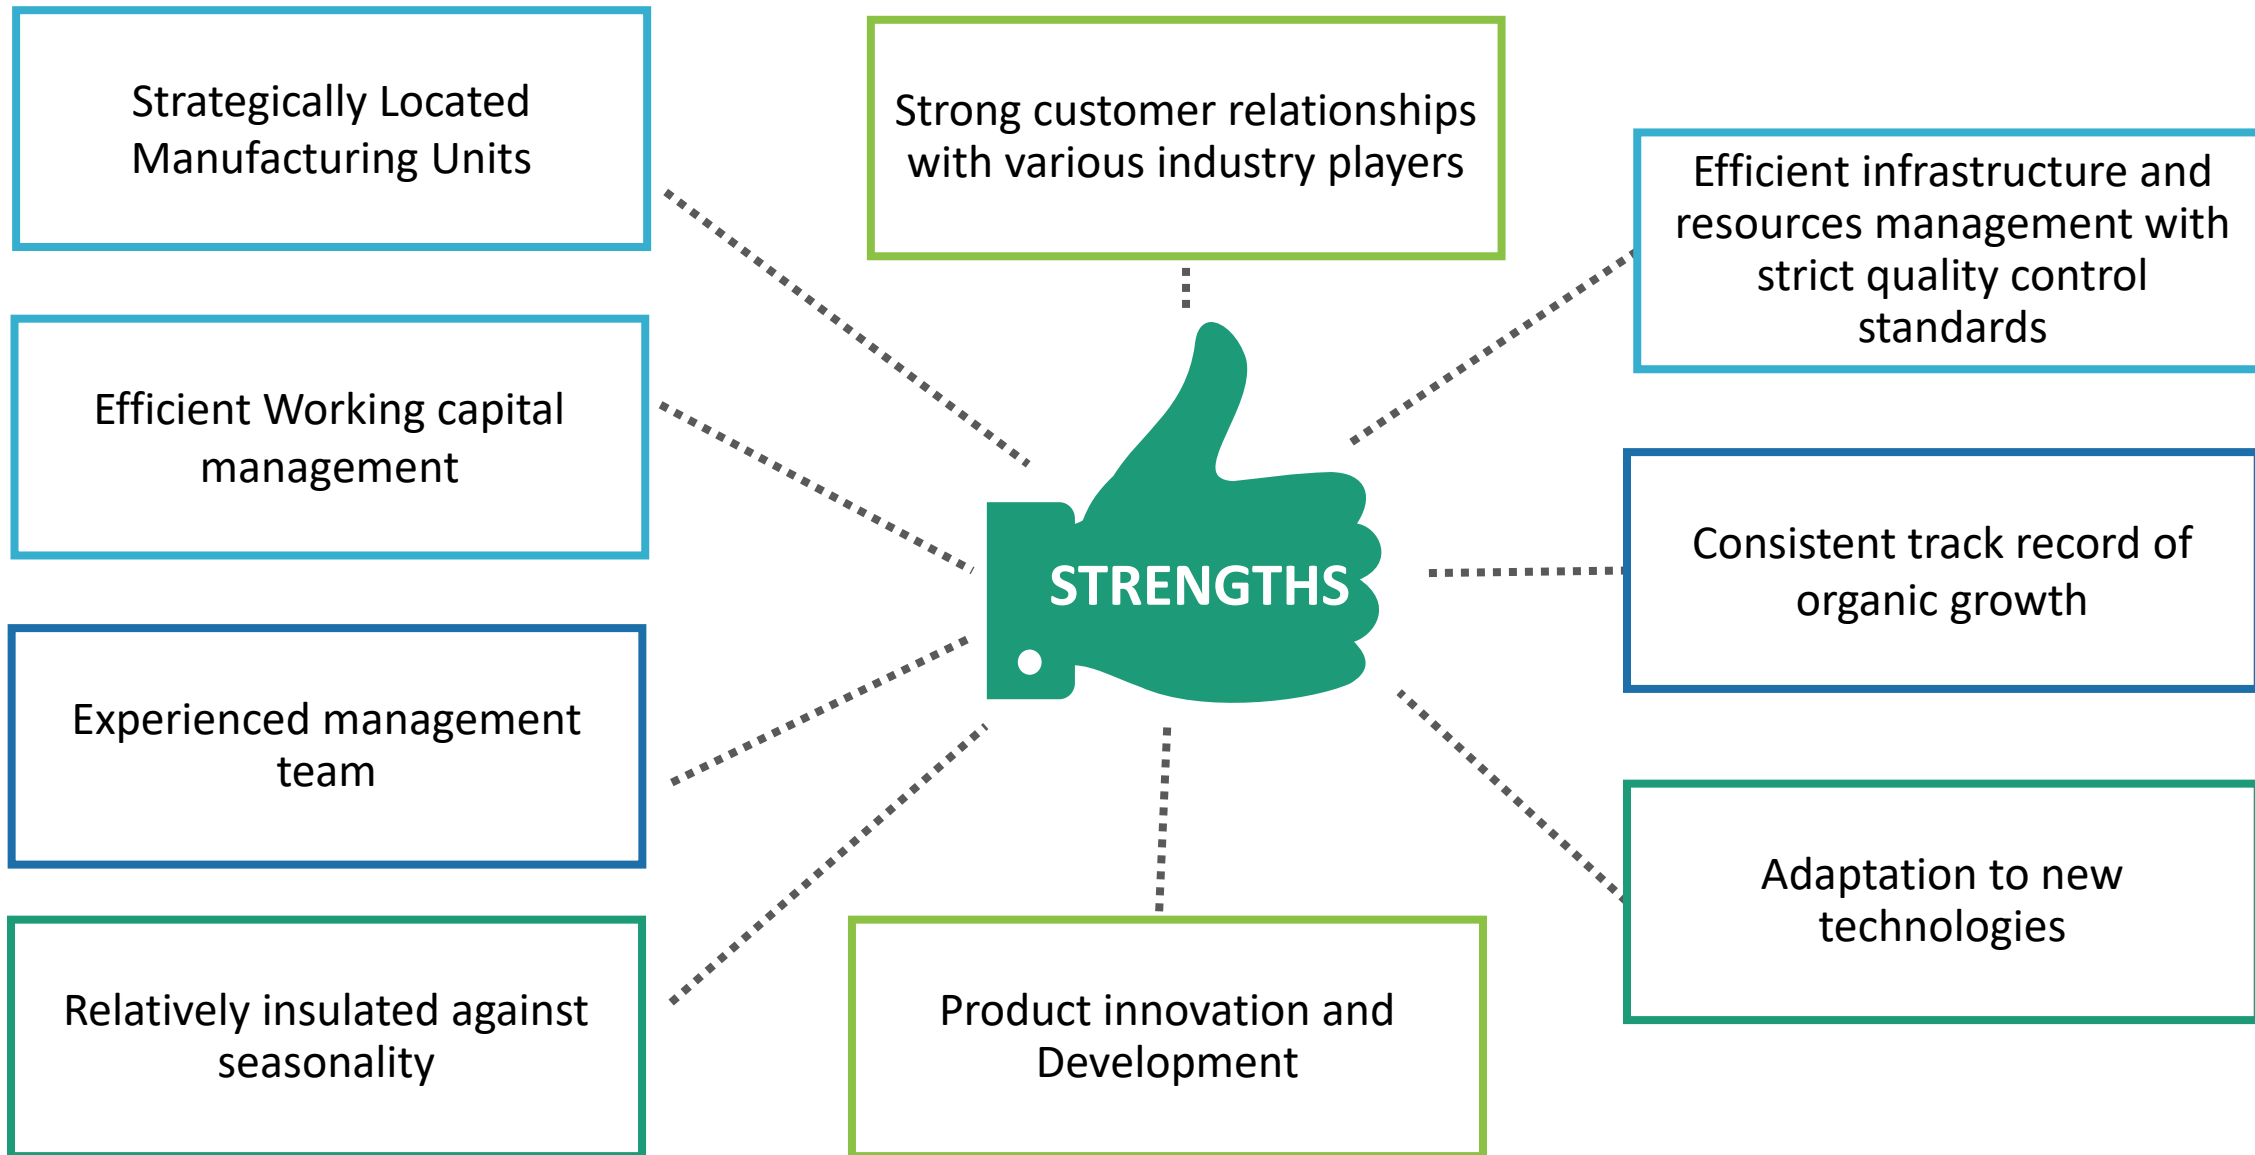 Strategically Located
Manufacturing Units
Strong customer relationships
with various industry players
Efficient infrastructure and
resources management with
strict quality control
standards
Efficient Working capital
management
STRENGTHS
Consistent track record of
organic growth
Experienced management
team
Adaptation to new
technologies
Relatively insulated against
seasonality
Product innovation and
Development